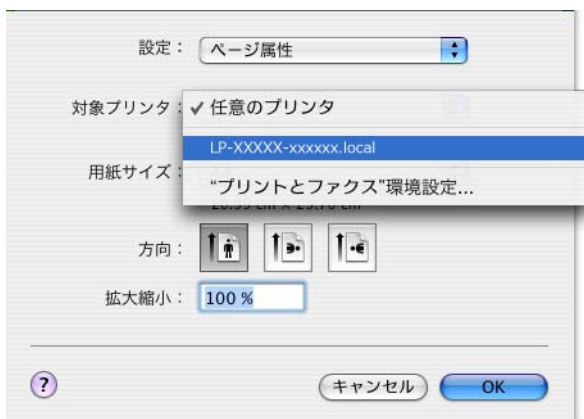 設定： ページ属性
対象プリンタ： ✓ 任意のプリンタ
LP-XXXXX-xxxxxx.local
用紙サイズ：
“プリントとファクス”環境設定...
方向：
拡大縮小： 100 %
? キャンセル OK